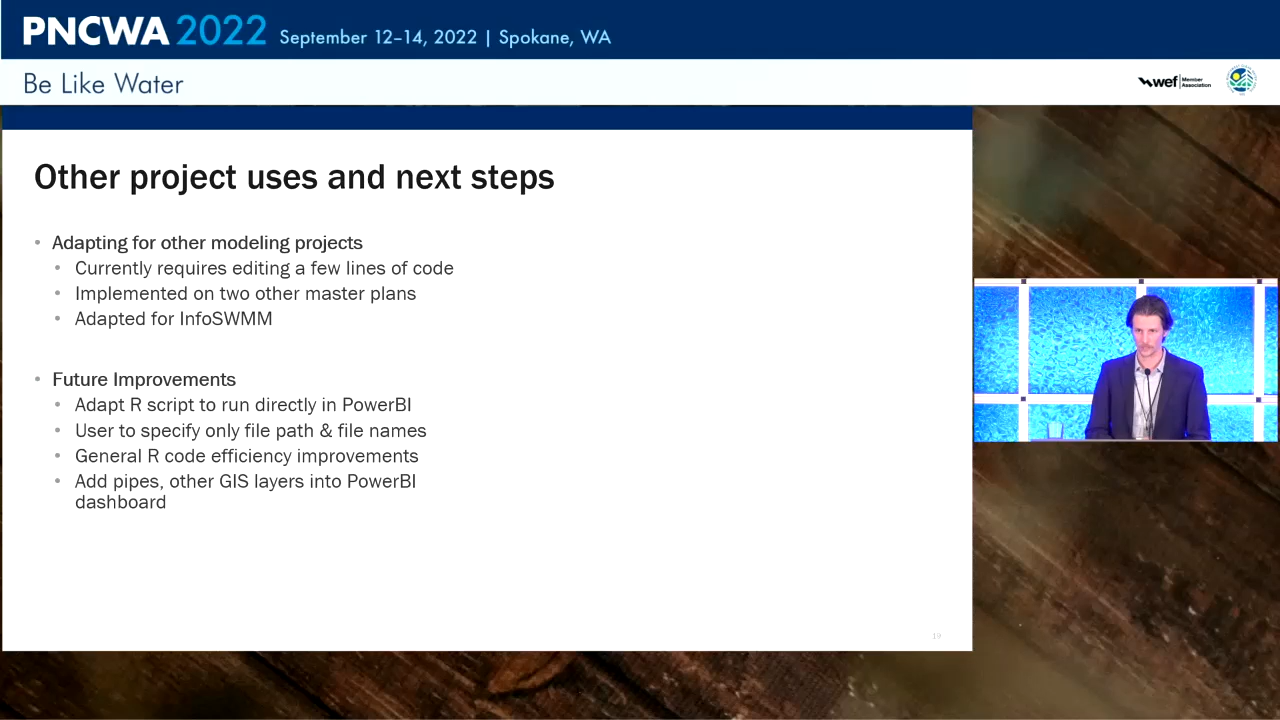 PNCWA 2022 September 12–14, 2022 | Spokane, WA
Be Like Water
wef Member Association
Other project uses and next steps
• Adapting for other modeling projects
• Currently requires editing a few lines of code
• Implemented on two other master plans
• Adapted for InfoSWMM
• Future Improvements
• Adapt R script to run directly in PowerBI
• User to specify only file path & file names
• General R code efficiency improvements
• Add pipes, other GIS layers into PowerBI
dashboard